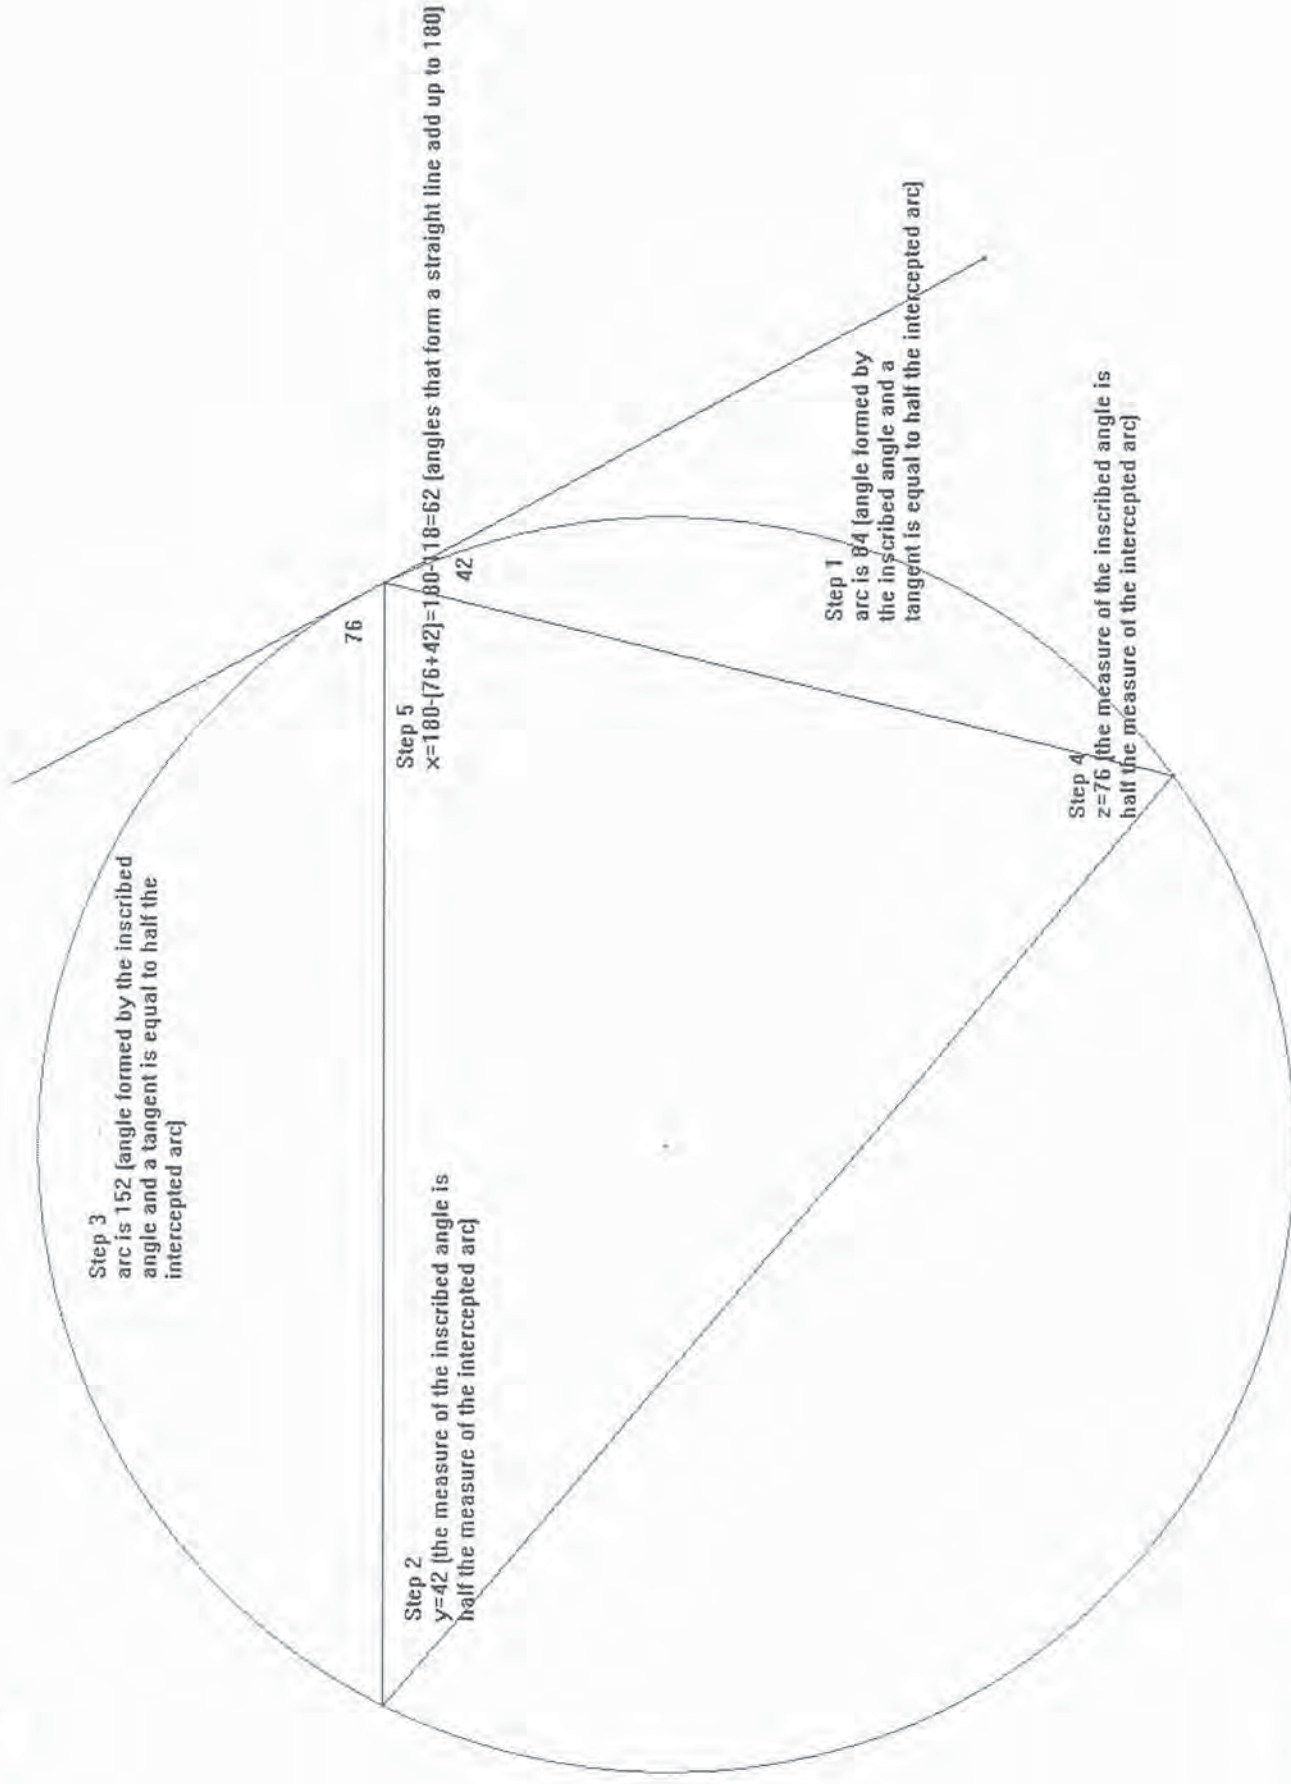 Step 3
arc is 152 (angle formed by the inscribed
angle and a tangent is equal to half the
intercepted arc)
76
Step 5
x=180-(76+42)=180-118=62 (angles that form a straight line add up to 180)
42
Step 2
y=42 (the measure of the inscribed angle is
half the measure of the intercepted arc)
Step 1
arc is 84 (angle formed by
the inscribed angle and a
tangent is equal to half the intercepted arc)
Step 4
z=76 (the measure of the inscribed angle is
half the measure of the intercepted arc)